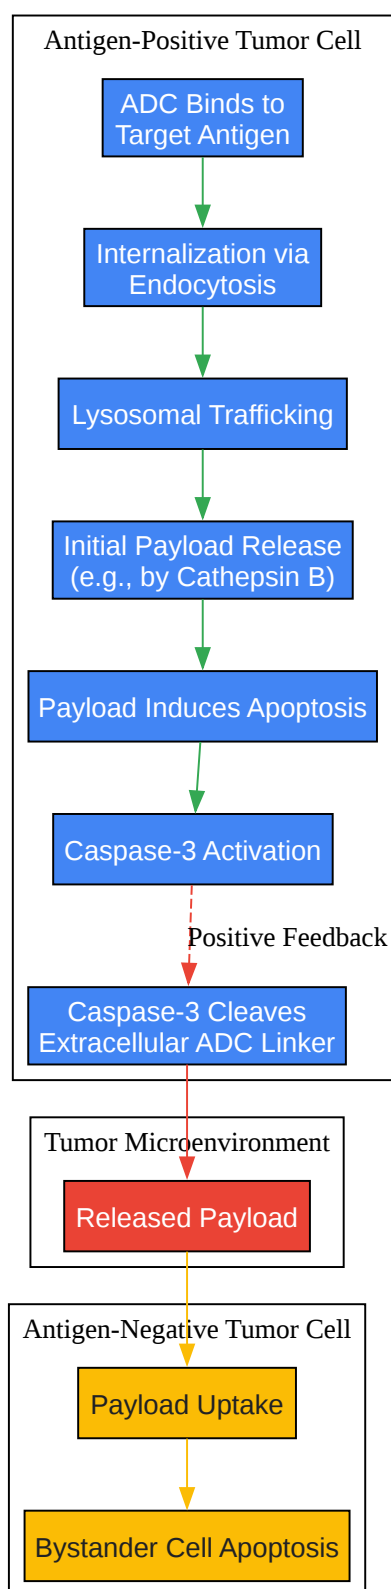 Antigen-Positive Tumor Cell
ADC Binds to
Target Antigen
Internalization via
Endocytosis
Lysosomal Trafficking
Initial Payload Release
(e.g., by Cathepsin B)
Payload Induces Apoptosis
Caspase-3 Activation
Positive Feedback
Caspase-3 Cleaves
Extracellular ADC Linker
Tumor Microenvironment
Released Payload
Antigen-Negative Tumor Cell
Payload Uptake
Bystander Cell Apoptosis